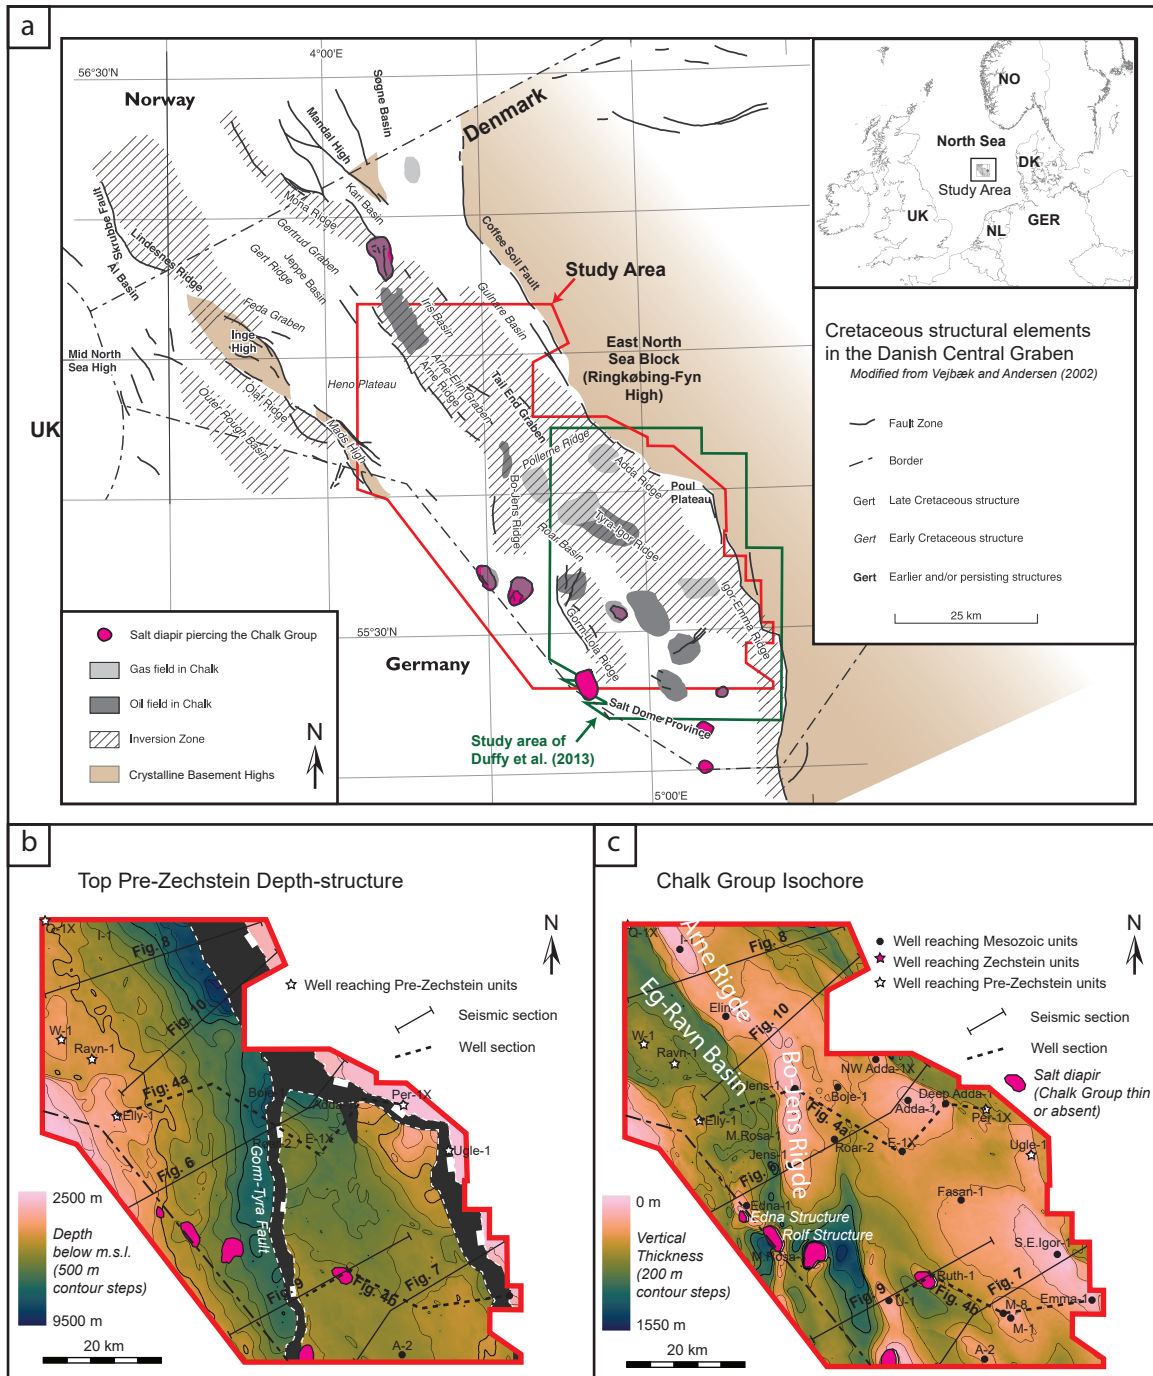 a
4°00'E
56°30'N
Norway
Søgne Basin
Mandal High
Denmark
Karl Basin
Mona Ridge
Skrubbe Fault
Ål Basin
Lindesnes Ridge
Gertrud Graben
Gert Ridge
Jeppe Basin
Feda Graben
Coffee Soil Fault
Study Area
Gulnare Basin
Iris Basin
Inge
High
Mid North
Sea High
Heno Plateau
Arne-Elin Graben
Arne Ridge
Tail End Graben
East North
Sea Block
(Ringkøbing-Fyn
High)
Olaf Ridge
Outer Rough Basin
Mads High
UK
Pollerne Ridge
Adda Ridge
Poul
Plateau
Bo-Jens Ridge
Tyra-Igor Ridge
Roar Basin
Igor-Emma Ridge
Gorm-Lola Ridge
55°30'N
Germany
Salt Dome Province
Study area of
Duffy et al. (2013)
5°00'E
NO
North Sea
DK
Study Area
UK
NL
GER
Cretaceous structural elements
in the Danish Central Graben
Modified from Vejbæk and Andersen (2002)
Fault Zone
Border
Gert Late Cretaceous structure
Gert Early Cretaceous structure
Gert Earlier and/or persisting structures
25 km
Salt diapir piercing the Chalk Group
Gas field in Chalk
Oil field in Chalk
Inversion Zone
Crystalline Basement Highs
N
b
Top Pre-Zechstein Depth-structure
N
Q-1X
I-1
Fig. 8
Well reaching Pre-Zechstein units
Seismic section
Well section
Fig. 10
W-1
Ravn-1
Fig. 4a
Elly-1
Per-1X
E-1X
Ugle-1
Fig. 6
Gorm-Tyra Fault
2500 m
Depth
below m.s.l.
(500 m
contour steps)
9500 m
Fig. 9
Fig. 4b
Fig. 7
A-2
20 km
c
Chalk Group Isochore
N
Well reaching Mesozoic units
Well reaching Zechstein units
Well reaching Pre-Zechstein units
Seismic section
Well section
Salt diapir
(Chalk Group thin
or absent)
Q-1X
I-1
Arne Rigde
Fig. 8
Eg-Ravn Basin
Elin-1
Fig. 10
W-1
Ravn-1
Bo-Jens Rigde
NW Adda-1X
Jens-1
Boje-1
Deep Adda-1
Adda-1
Per-1X
Elly-1
Fig. 4a
M.Rosa-1
Roar-2
E-1X
Ugle-1
Jens-1
Fig. 6
Edna-1
Edna Structure
Rolf Structure
Fasan-1
0 m
Vertical
Thickness
(200 m
contour steps)
1550 m
M.Rosa-1
S.E.Igor-1
Ruth-1
Fig. 7
Fig. 9
U-1
Fig. 4b
Emma-1
M-8
M-1
A-2
20 km